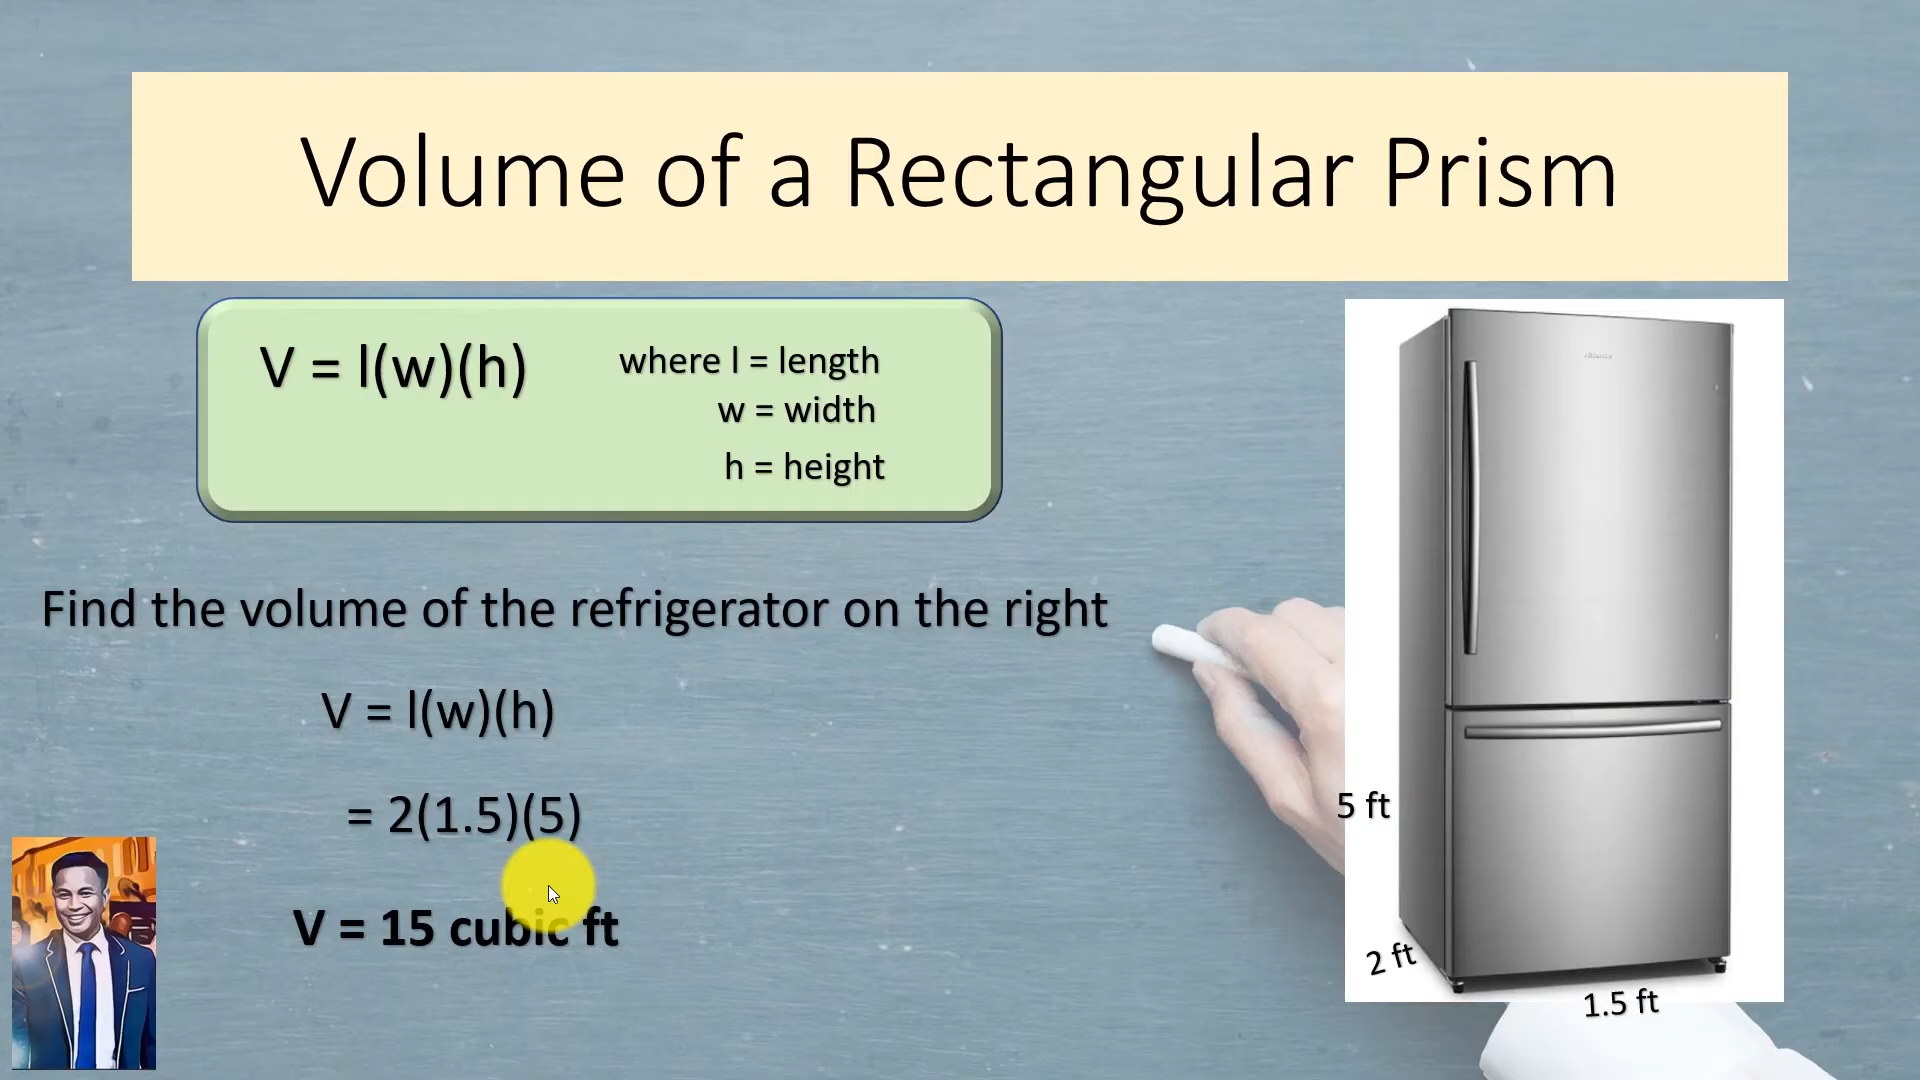 Volume of a Rectangular Prism
V = l(w)(h)
where l = length
w = width
h = height
Find the volume of the refrigerator on the right
V = l(w)(h)
= 2(1.5)(5)
V = 15 cubic ft
5 ft
2 ft
1.5 ft